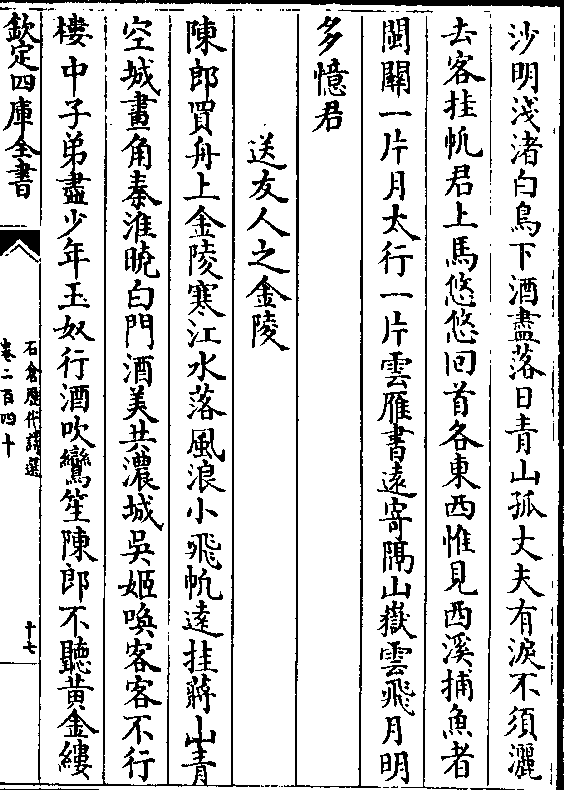 沙明淺渚白鳥下酒盡落日青山孤丈夫有淚不須灑
去客挂帆君上馬悠悠回首各東西惟見西溪捕魚者
閩關一片月太行一片雲雁書遠寄隔山嶽雲飛月明
多憶君
送友人之金陵
陳郎買舟上金陵寒江水落風浪小飛帆遠挂蔣山青
空城畫角秦淮曉白門酒美共濃城吳姬喚客客不行
樓中子弟盡少年玉奴行酒吹鸞笙陳郎不聽黃金縷
欽定四庫全書
石倉歷代詩選
卷二百四十
十七